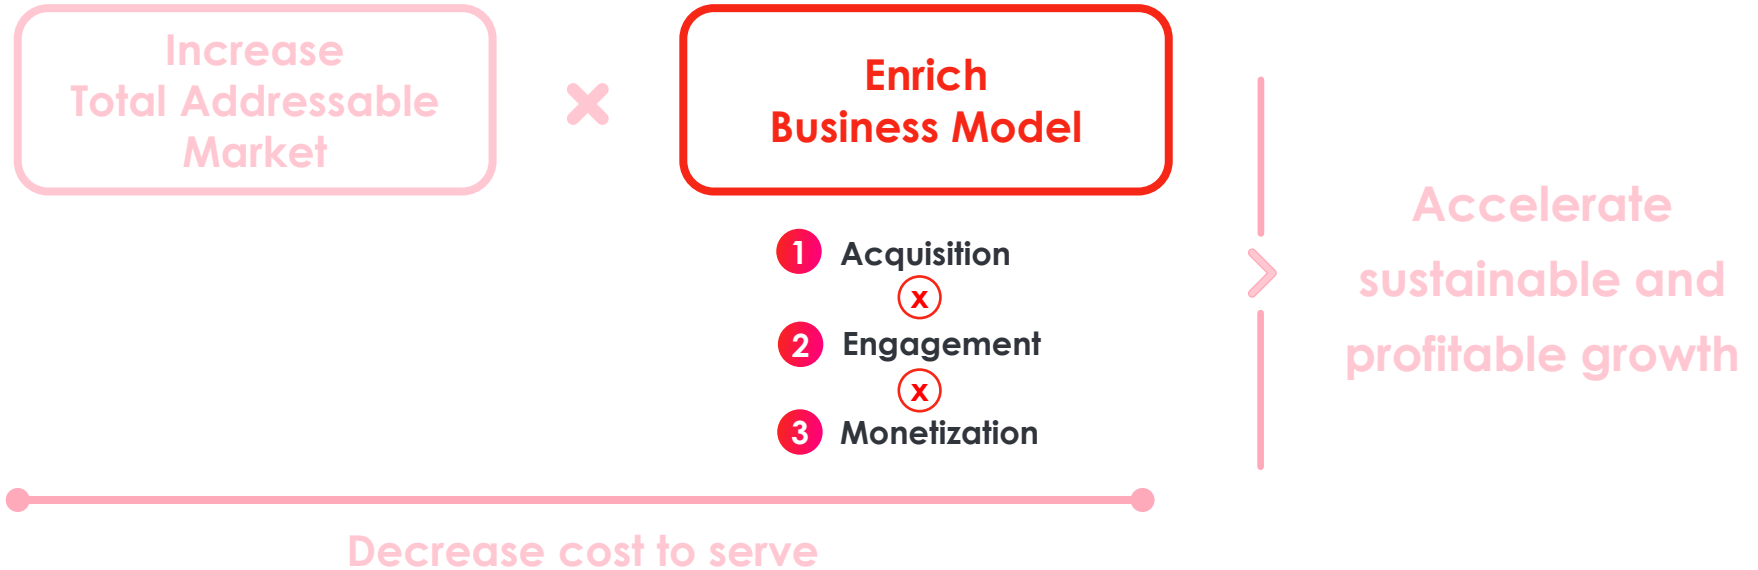 Increase
Total Addressable
Market
×
Enrich
Business Model
1 Acquisition
x
2 Engagement
x
3 Monetization
Decrease cost to serve
Accelerate
sustainable and
profitable growth